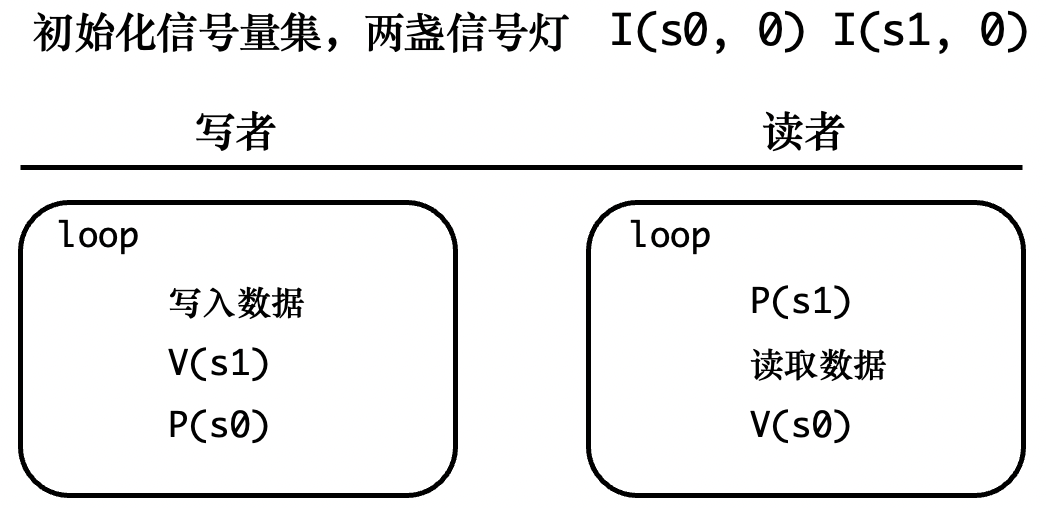 初始化信号量集，两盏信号灯 I(s0, 0) I(s1, 0)
写者
读者
loop
写入数据
V(s1)
P(s0)
loop
P(s1)
读取数据
V(s0)